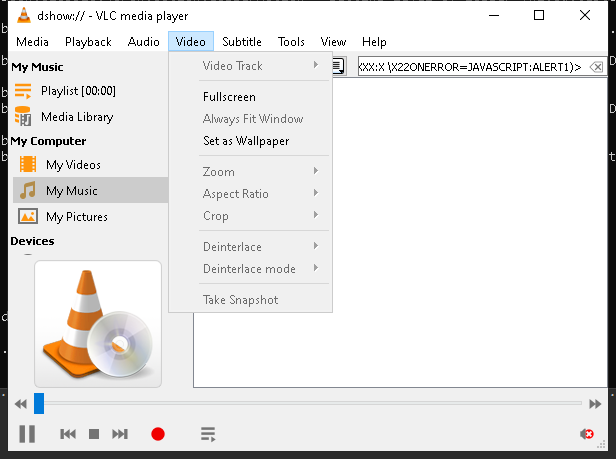 dshow:// - VLC media player
Media Playback Audio Video Subtitle Tools View Help
My Music
Playlist [00:00]
Media Library
My Computer
My Videos
My Music
My Pictures
Devices
Video Track
Fullscreen
Always Fit Window
Set as Wallpaper
Zoom
Aspect Ratio
Crop
Deinterlace
Deinterlace mode
Take Snapshot
XXX:X \X22ONERROR=JAVASCRIPT:ALERT1)>